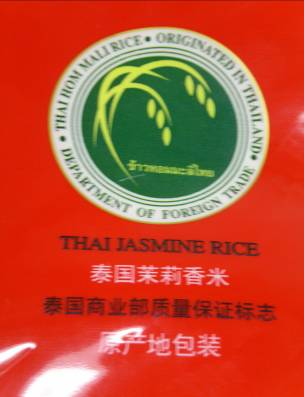 THAI HOM MALI RICE • ORIGINATED IN THAILAND •
DEPARTMENT OF FOREIGN TRADE
ข้าวหอมมะลิไทย
THAI JASMINE RICE
泰国茉莉香米
泰国商业部质量保证标志
原产地包装